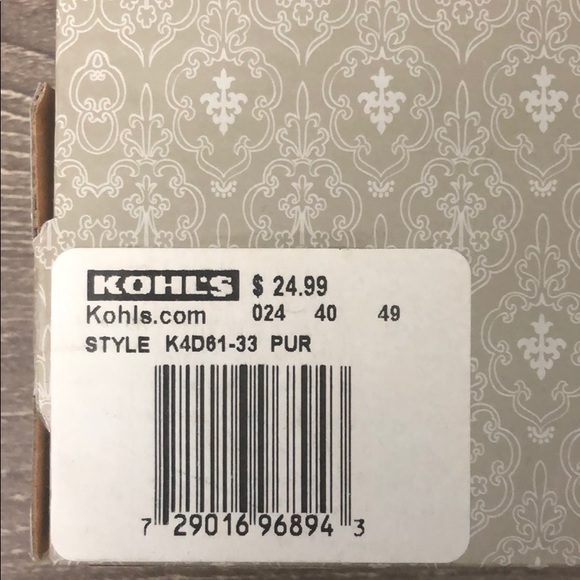 KOHL'S $ 24.99
Kohls.com 024 40 49
STYLE K4D61-33 PUR
7 29016 96894 3